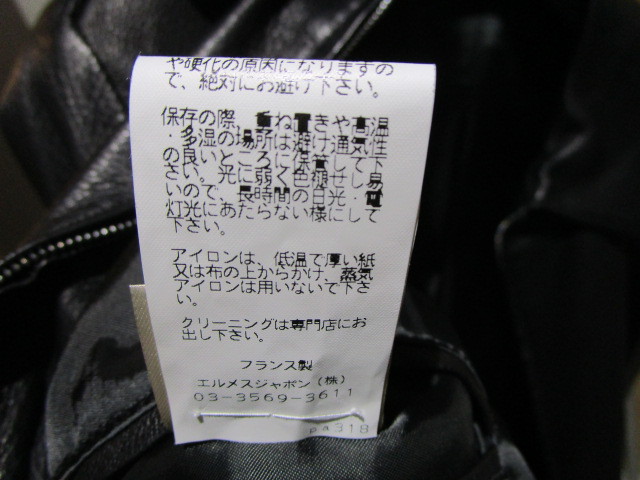 や硬化の原因になりますの
で、絶対にお避け下さい。
保存の際、重ね置きや高温
・多湿の場所は避け通気性
の良いところに保管して下
さい。光に弱く色褪せし易
いので、長時間の日光・電
灯光にあたらない様にして
下さい。
アイロンは、低温で厚い紙
又は布の上からかけ、蒸気
アイロンは用いないで下さ
い。
クリーニングは専門店にお
出し下さい。
フランス製
エルメスジャポン（株）
03-3569-3611
pa318